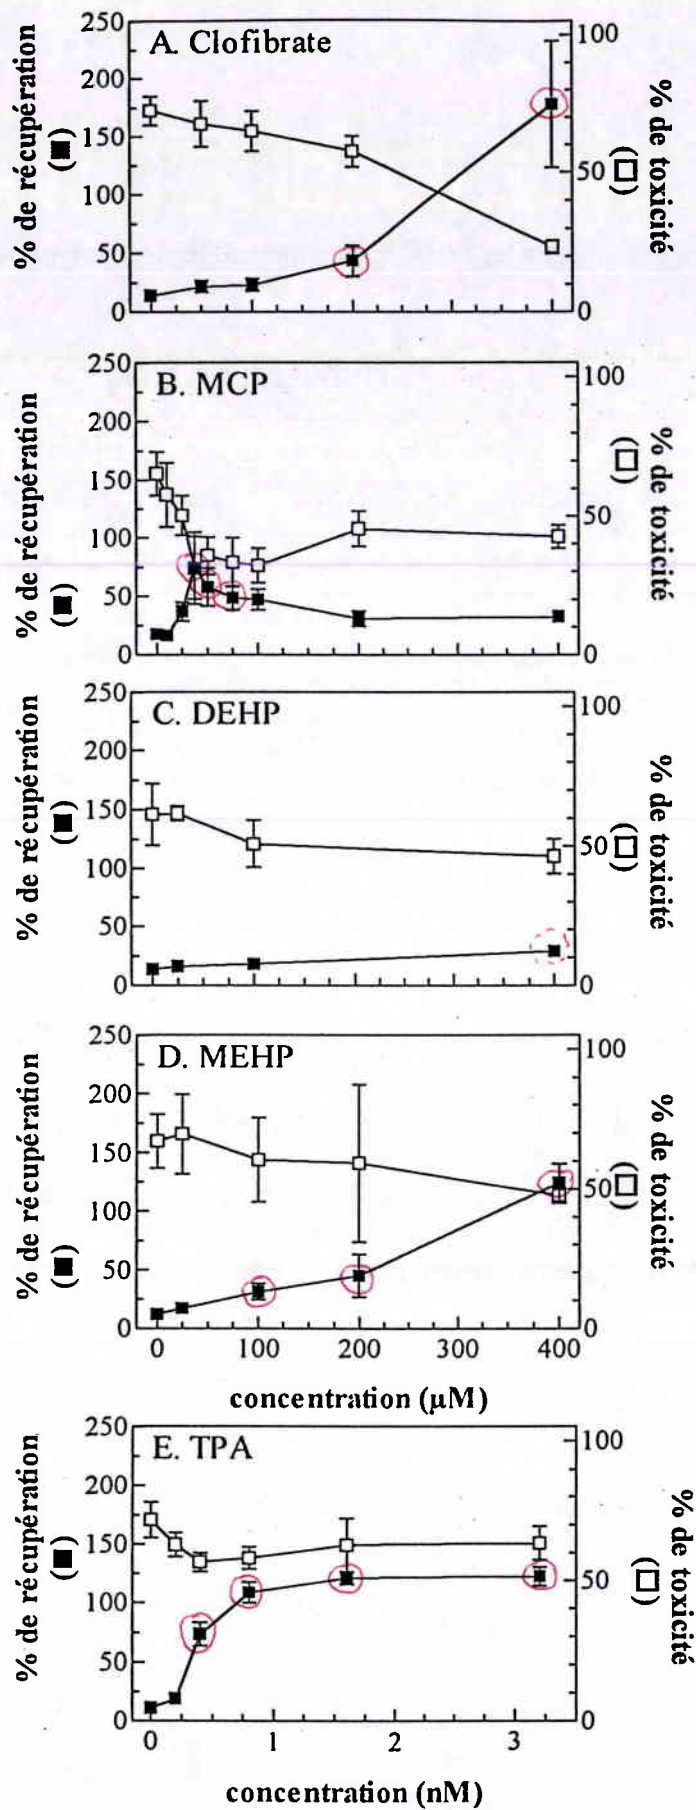 A. Clofibrate
% de récupération
(■)
250
200
150
100
50
0
100
50
0
% de toxicité
(□)
B. MCP
% de récupération
(■)
250
200
150
100
50
0
100
50
0
% de toxicité
(□)
C. DEHP
% de récupération
(■)
250
200
150
100
50
0
100
50
0
% de toxicité
(□)
D. MEHP
% de récupération
(■)
250
200
150
100
50
0
100
50
0
% de toxicité
(□)
0 100 200 300 400
concentration (µM)
E. TPA
% de récupération
(■)
250
200
150
100
50
0
100
50
0
% de toxicité
(□)
0 1 2 3
concentration (nM)